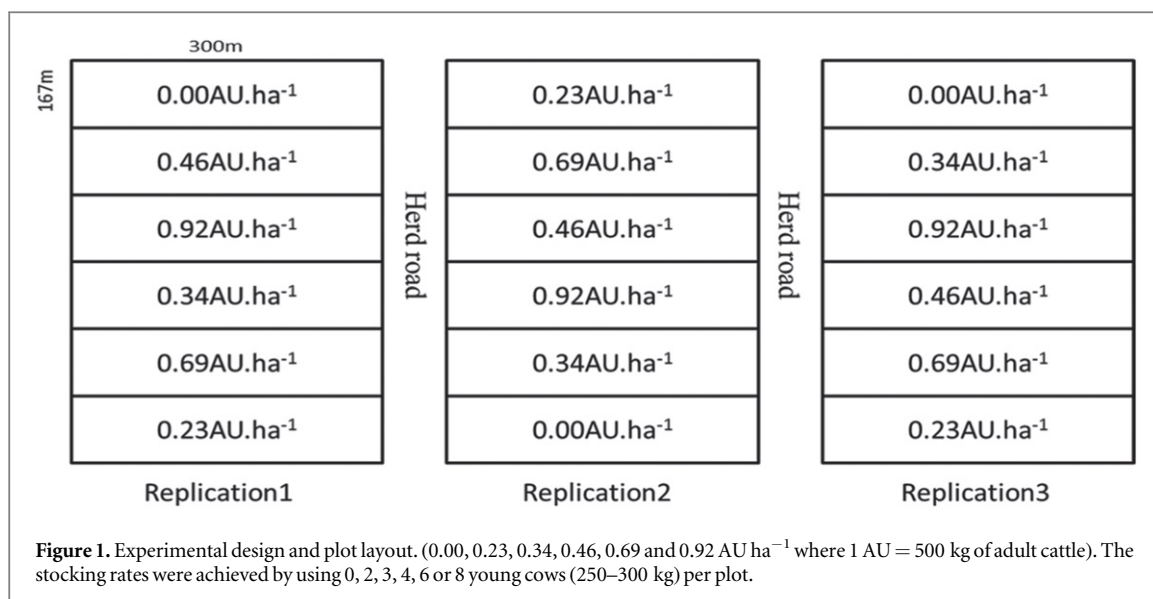 300m
167m
0.00AU.ha⁻¹
0.46AU.ha⁻¹
0.92AU.ha⁻¹
0.34AU.ha⁻¹
0.69AU.ha⁻¹
0.23AU.ha⁻¹
Replication1
Herd road
0.23AU.ha⁻¹
0.69AU.ha⁻¹
0.46AU.ha⁻¹
0.92AU.ha⁻¹
0.34AU.ha⁻¹
0.00AU.ha⁻¹
Replication2
Herd road
0.00AU.ha⁻¹
0.34AU.ha⁻¹
0.92AU.ha⁻¹
0.46AU.ha⁻¹
0.69AU.ha⁻¹
0.23AU.ha⁻¹
Replication3
Figure 1. Experimental design and plot layout. (0.00, 0.23, 0.34, 0.46, 0.69 and 0.92 AU ha⁻¹ where 1 AU = 500 kg of adult cattle). The
stocking rates were achieved by using 0, 2, 3, 4, 6 or 8 young cows (250–300 kg) per plot.